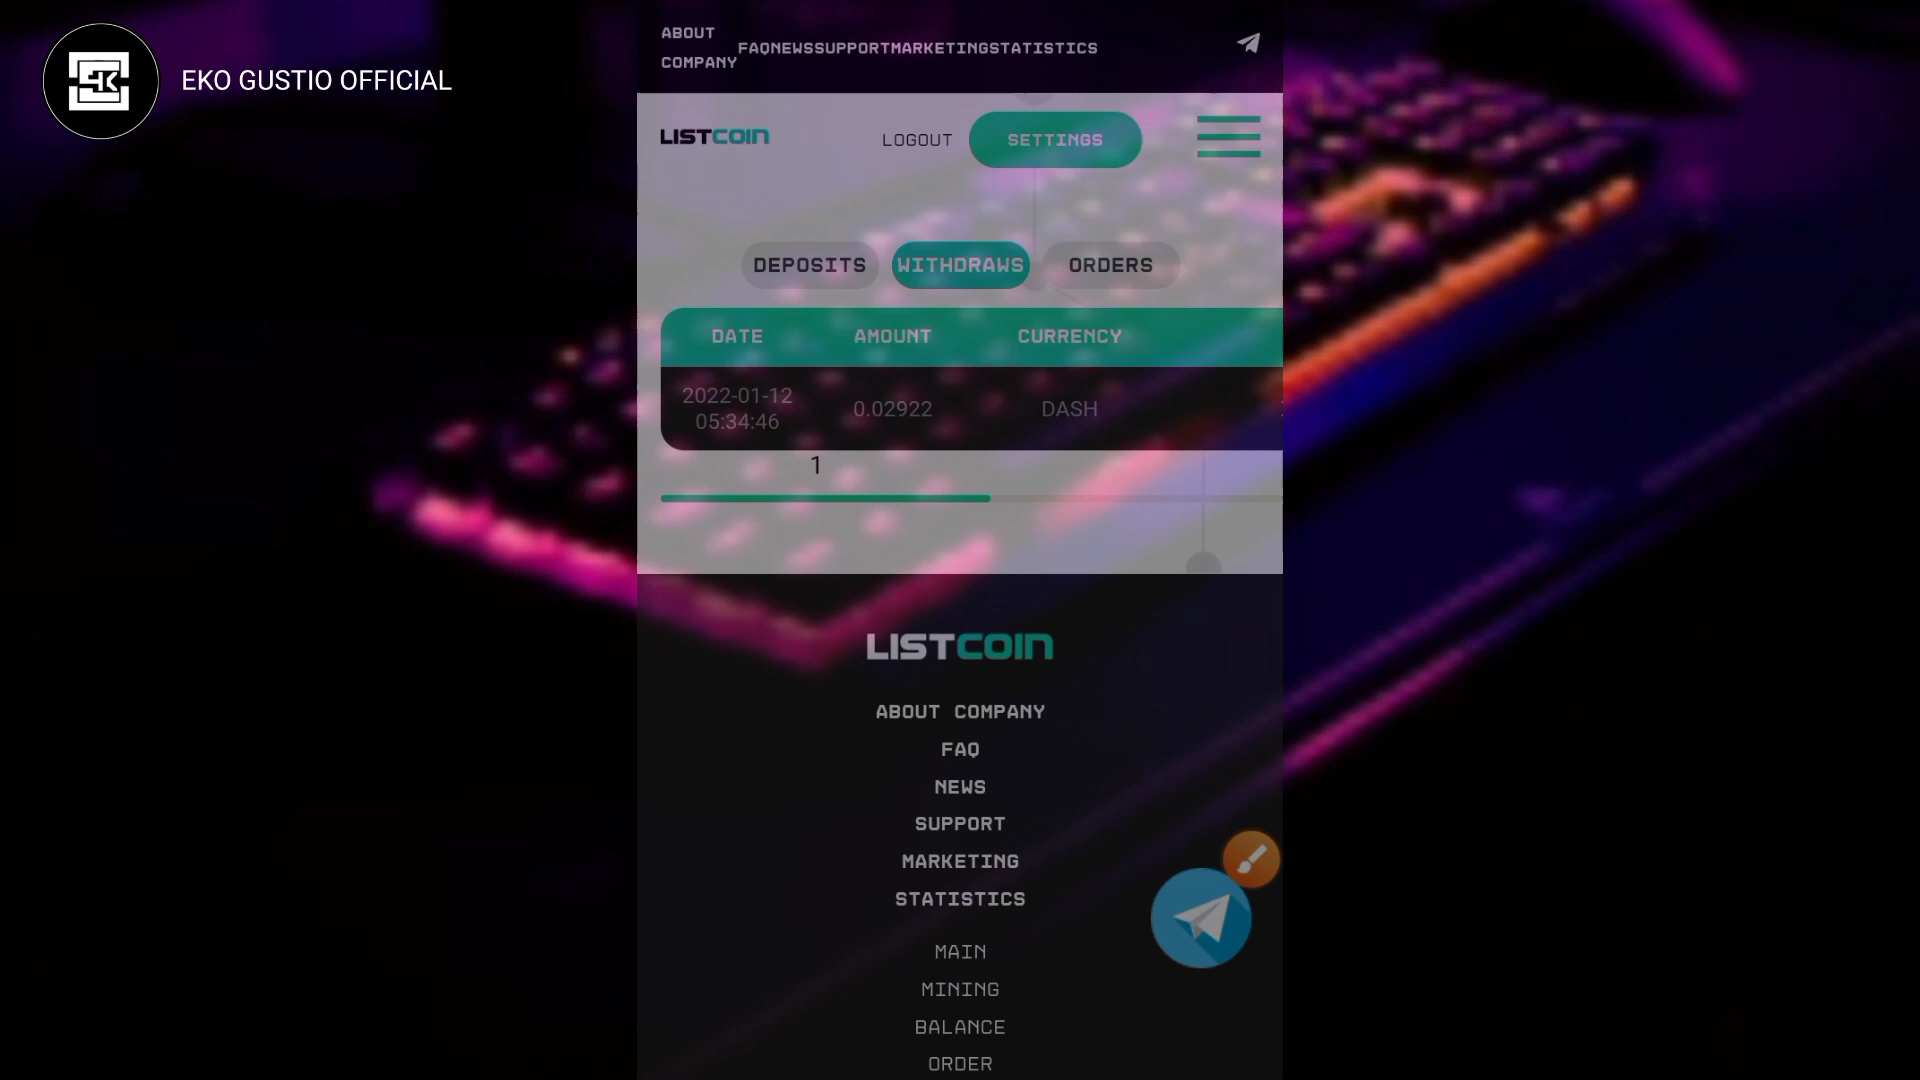 EKO GUSTIO OFFICIAL
ABOUT
COMPANY
FAQNEWSSUPPORTMARKETINGSTATISTICS
LISTCOIN
LOGOUT
SETTINGS
DEPOSITS WITHDRAWS ORDERS
DATE AMOUNT CURRENCY
2022-01-12
05:34:46
0.02922 DASH
1
LISTCOIN
ABOUT COMPANY
FAQ
NEWS
SUPPORT
MARKETING
STATISTICS
MAIN
MINING
BALANCE
ORDER